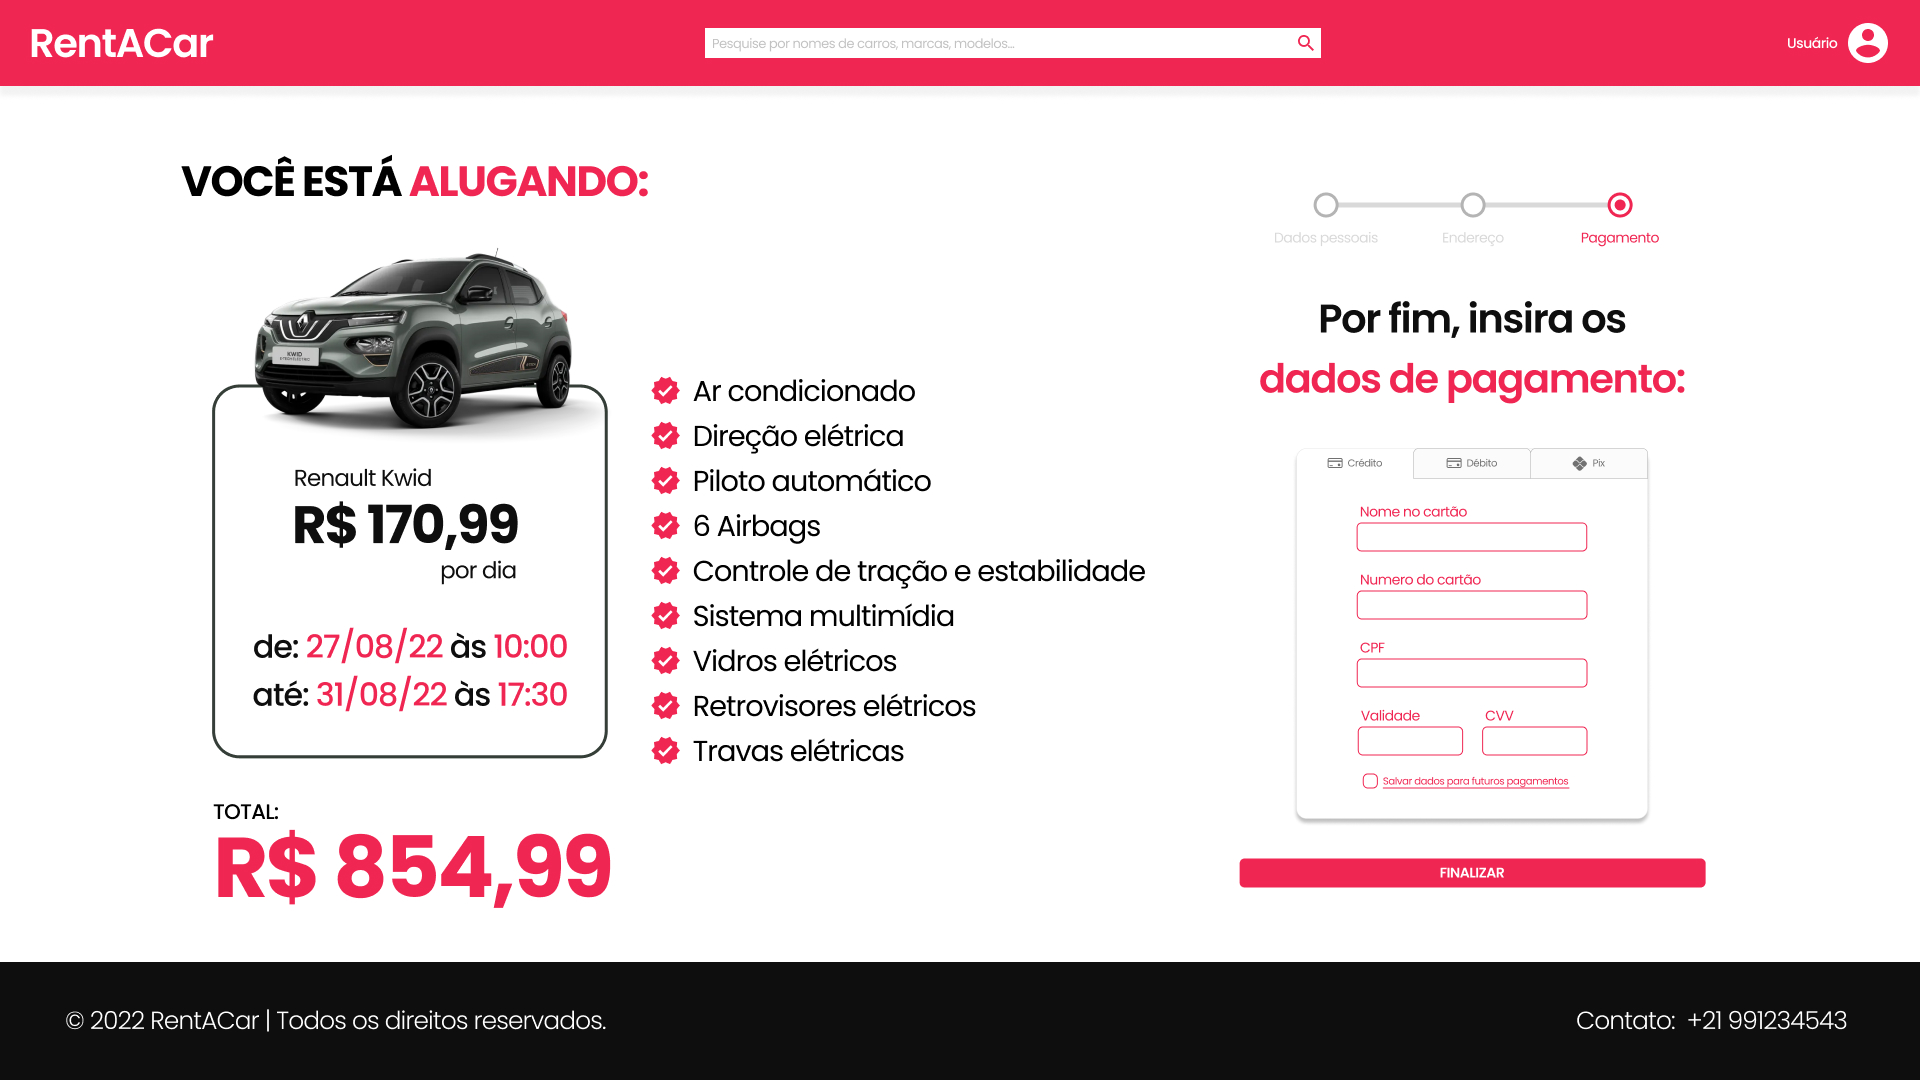 RentACar
Pesquise por nomes de carros, marcas, modelos...
Usuário
VOCÊ ESTÁ ALUGANDO:
KWID
Renault Kwid
R$ 170,99
por dia
de: 27/08/22 às 10:00
até: 31/08/22 às 17:30
TOTAL:
R$ 854,99
Ar condicionado
Direção elétrica
Piloto automático
6 Airbags
Controle de tração e estabilidade
Sistema multimídia
Vidros elétricos
Retrovisores elétricos
Travas elétricas
Dados pessoais
Endereço
Pagamento
Por fim, insira os
dados de pagamento:
Crédito
Débito
Pix
Nome no cartão
Numero do cartão
CPF
Validade
CVV
Salvar dados para futuros pagamentos
FINALIZAR
© 2022 RentACar | Todos os direitos reservados.
Contato: +21 991234543